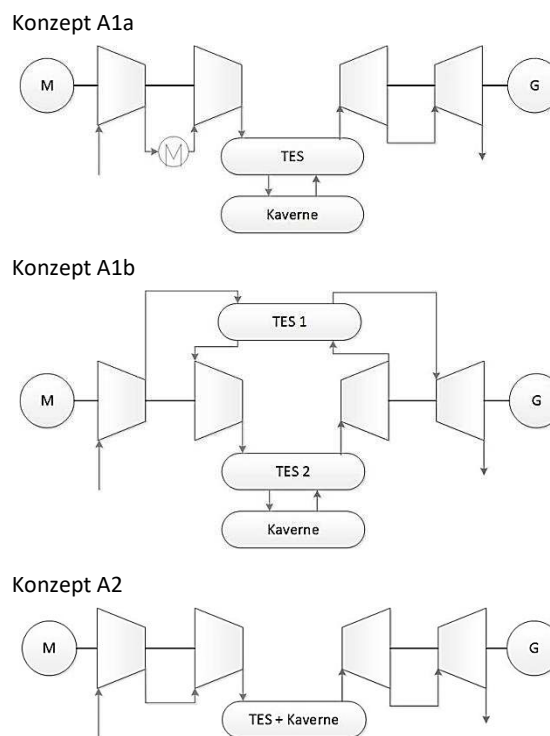 Konzept A1a
M
M
G
TES
Kaverne
Konzept A1b
TES 1
M
G
TES 2
Kaverne
Konzept A2
M
G
TES + Kaverne